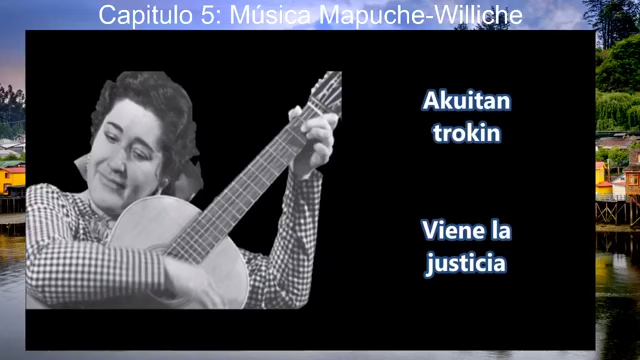 Capitulo 5: Música Mapuche-Williche
Akuitan
trokin
Viene la
justicia